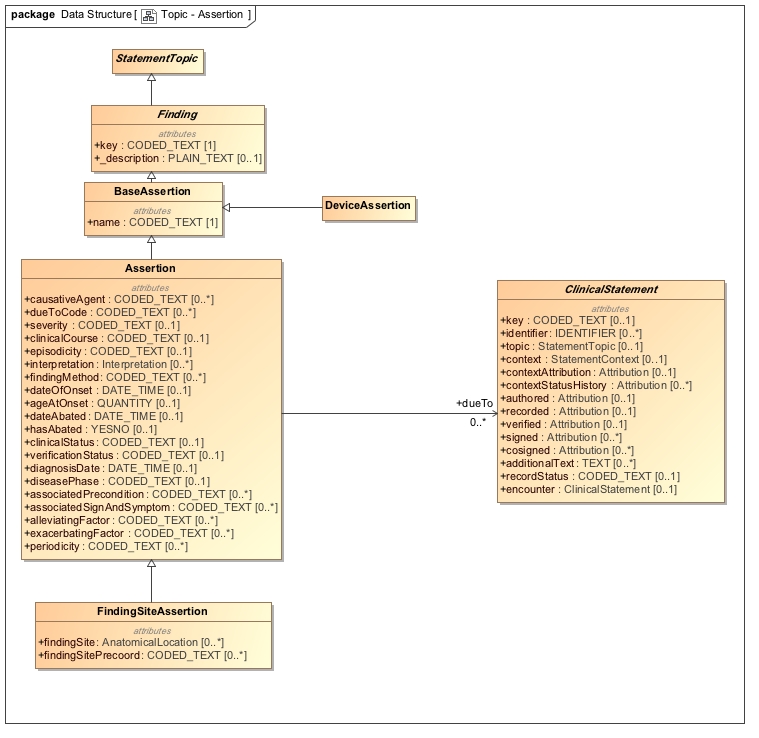 package Data Structure [ Topic - Assertion ]
StatementTopic
Finding
attributes
+key : CODED_TEXT [1]
+_description : PLAIN_TEXT [0..1]
BaseAssertion
attributes
+name : CODED_TEXT [1]
DeviceAssertion
Assertion
attributes
+causativeAgent : CODED_TEXT [0..*]
+dueToCode : CODED_TEXT [0..*]
+severity : CODED_TEXT [0..1]
+clinicalCourse : CODED_TEXT [0..1]
+episodicity : CODED_TEXT [0..1]
+interpretation : Interpretation [0..*]
+findingMethod : CODED_TEXT [0..*]
+dateOfOnset : DATE_TIME [0..1]
+ageAtOnset : QUANTITY [0..1]
+dateAbated : DATE_TIME [0..1]
+hasAbated : YESNO [0..1]
+clinicalStatus : CODED_TEXT [0..1]
+verificationStatus : CODED_TEXT [0..1]
+diagnosisDate : DATE_TIME [0..1]
+diseasePhase : CODED_TEXT [0..1]
+associatedPrecondition : CODED_TEXT [0..*]
+associatedSignAndSymptom : CODED_TEXT [0..*]
+alleviatingFactor : CODED_TEXT [0..*]
+exacerbatingFactor : CODED_TEXT [0..*]
+periodicity : CODED_TEXT [0..*]
+dueTo
0..*
ClinicalStatement
attributes
+key : CODED_TEXT [0..1]
+identifier : IDENTIFIER [0..*]
+topic : StatementTopic [0..1]
+context : StatementContext [0..1]
+contextAttribution : Attribution [0..1]
+contextStatusHistory : Attribution [0..*]
+authored : Attribution [0..1]
+recorded : Attribution [0..1]
+verified : Attribution [0..1]
+signed : Attribution [0..*]
+cosigned : Attribution [0..*]
+additionalText : TEXT [0..*]
+recordStatus : CODED_TEXT [0..1]
+encounter : ClinicalStatement [0..1]
FindingSiteAssertion
attributes
+findingSite : AnatomicalLocation [0..*]
+findingSitePrecoord : CODED_TEXT [0..*]